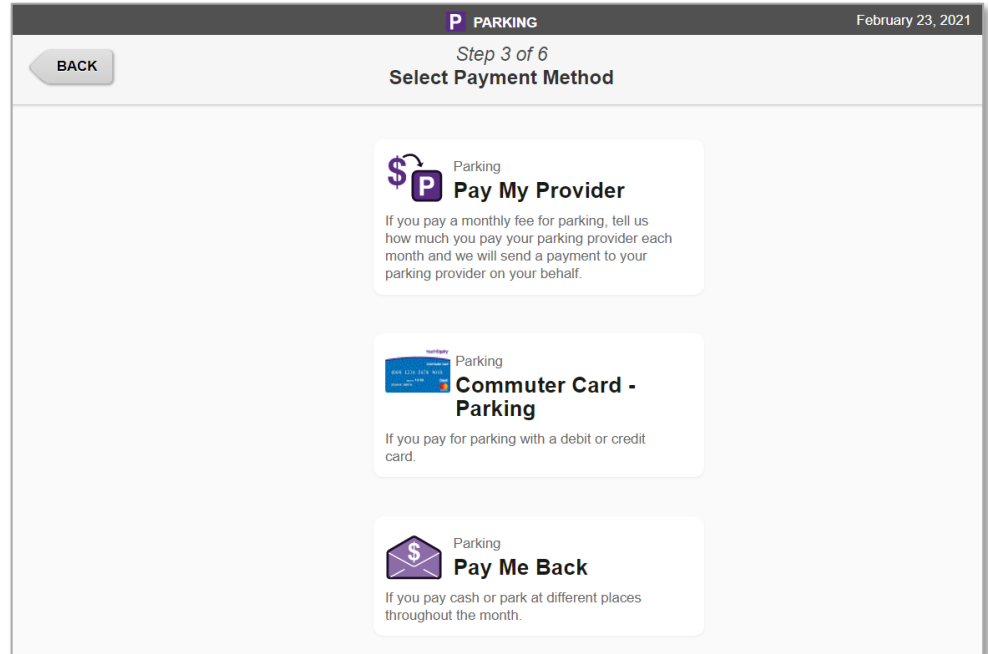 P PARKING
February 23, 2021
BACK
Step 3 of 6
Select Payment Method
$
P
Parking
Pay My Provider
If you pay a monthly fee for parking, tell us
how much you pay your parking provider each
month and we will send a payment to your
parking provider on your behalf.
Parking
Commuter Card -
Parking
If you pay for parking with a debit or credit
card.
$
Parking
Pay Me Back
If you pay cash or park at different places
throughout the month.